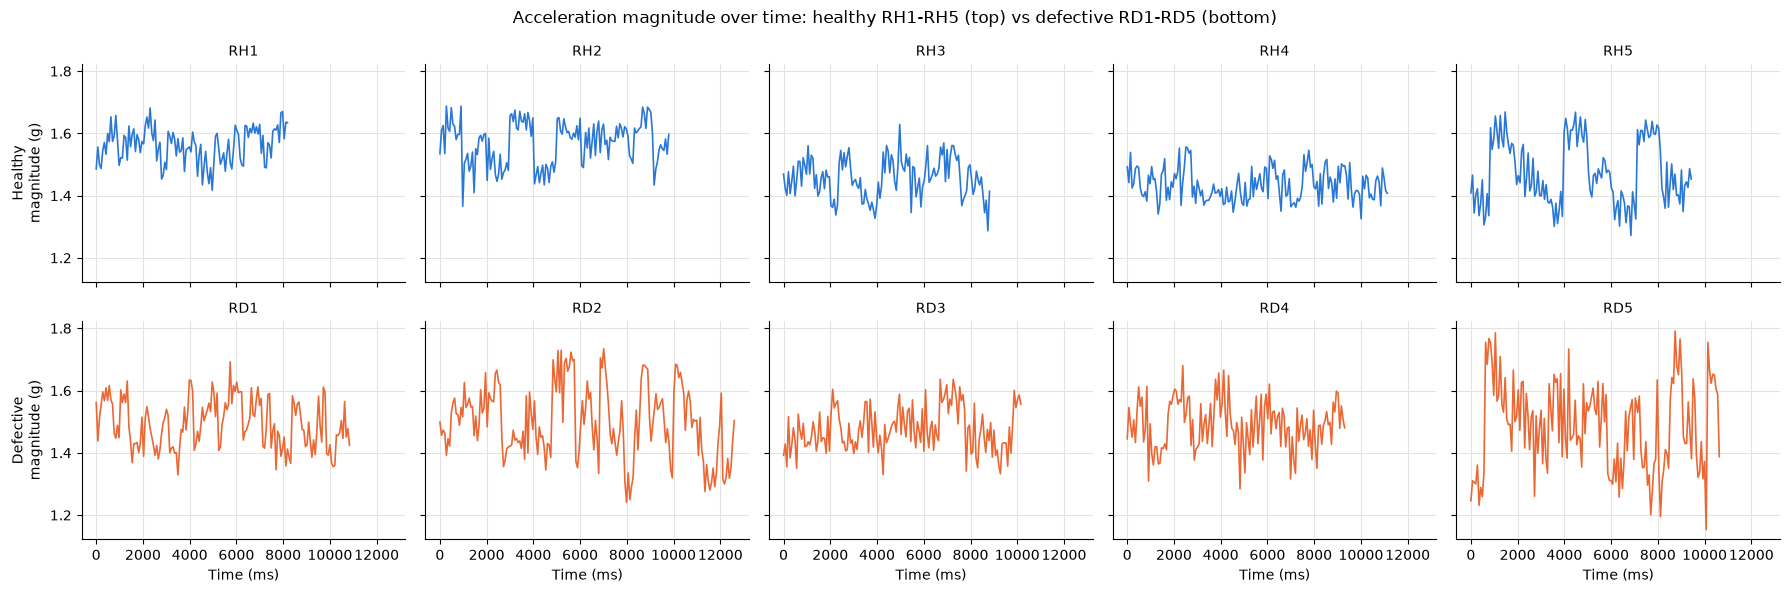 Acceleration magnitude over time: healthy RH1-RH5 (top) vs defective RD1-RD5 (bottom)
RH1 RH2 RH3 RH4 RH5
Healthy
magnitude (g)
1.8
1.6
1.4
1.2
RD1 RD2 RD3 RD4 RD5
Defective
magnitude (g)
1.8
1.6
1.4
1.2
0 2000 4000 6000 8000 10000 12000 0 2000 4000 6000 8000 10000 12000 0 2000 4000 6000 8000 10000 12000 0 2000 4000 6000 8000 10000 12000 0 2000 4000 6000 8000 10000 12000
Time (ms) Time (ms) Time (ms) Time (ms) Time (ms)